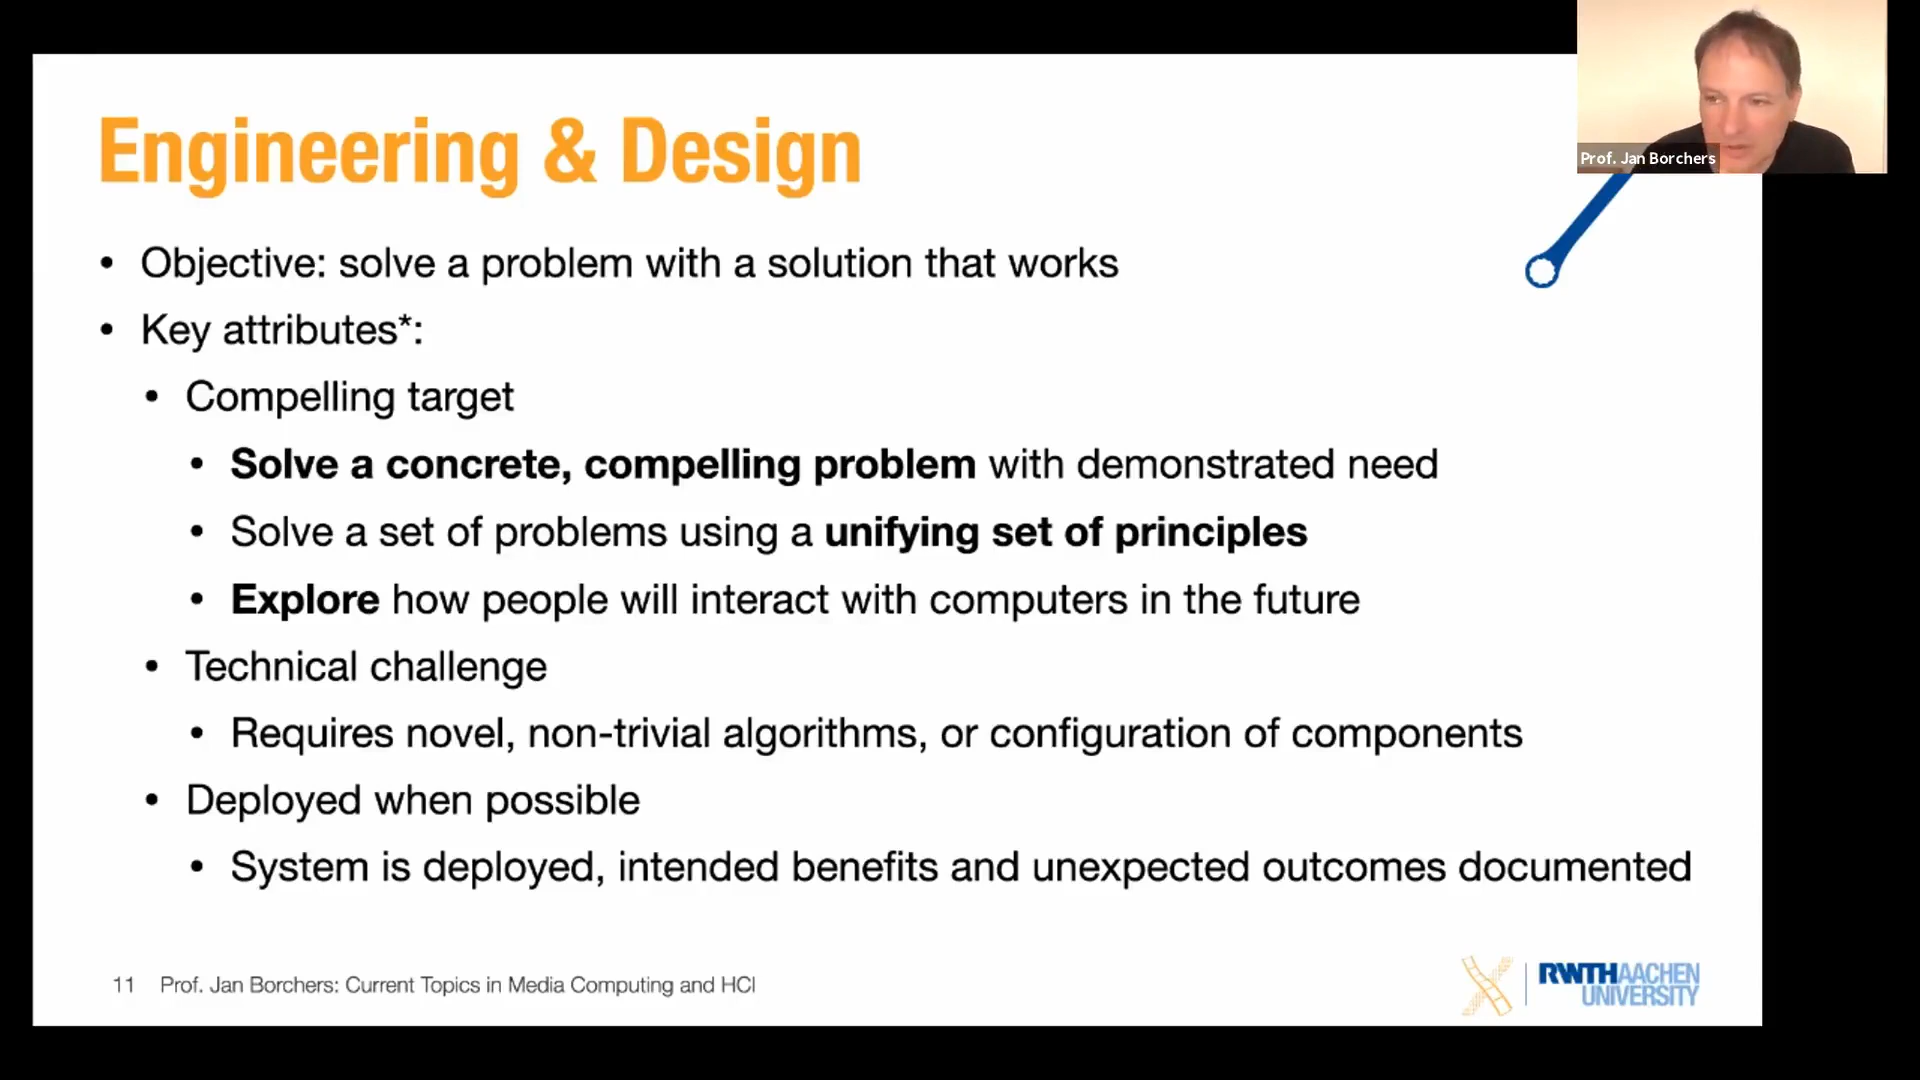 Prof. Jan Borchers
Engineering & Design
• Objective: solve a problem with a solution that works
• Key attributes*:
• Compelling target
• Solve a concrete, compelling problem with demonstrated need
• Solve a set of problems using a unifying set of principles
• Explore how people will interact with computers in the future
• Technical challenge
• Requires novel, non-trivial algorithms, or configuration of components
• Deployed when possible
• System is deployed, intended benefits and unexpected outcomes documented
11 Prof. Jan Borchers: Current Topics in Media Computing and HCI
RWTHAACHEN
UNIVERSITY